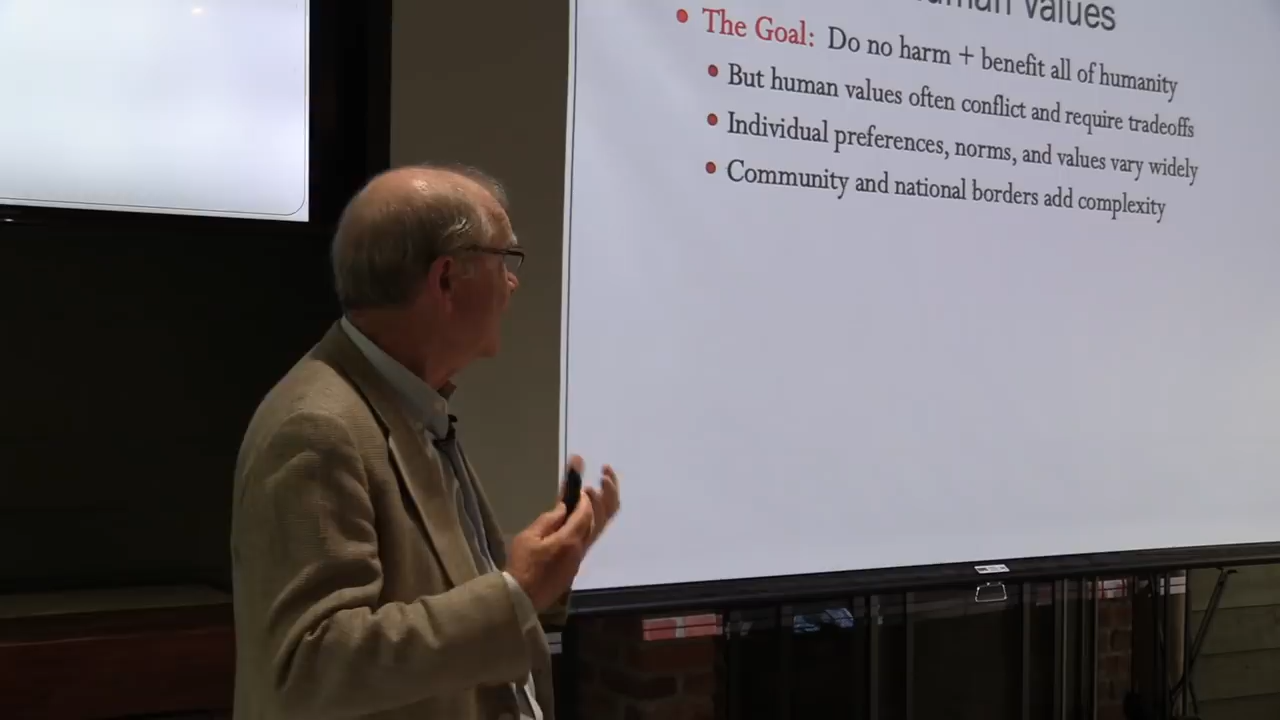 Values
The Goal: Do no harm + benefit all of humanity
But human values often conflict and require tradeoffs
Individual preferences, norms, and values vary widely
Community and national borders add complexity